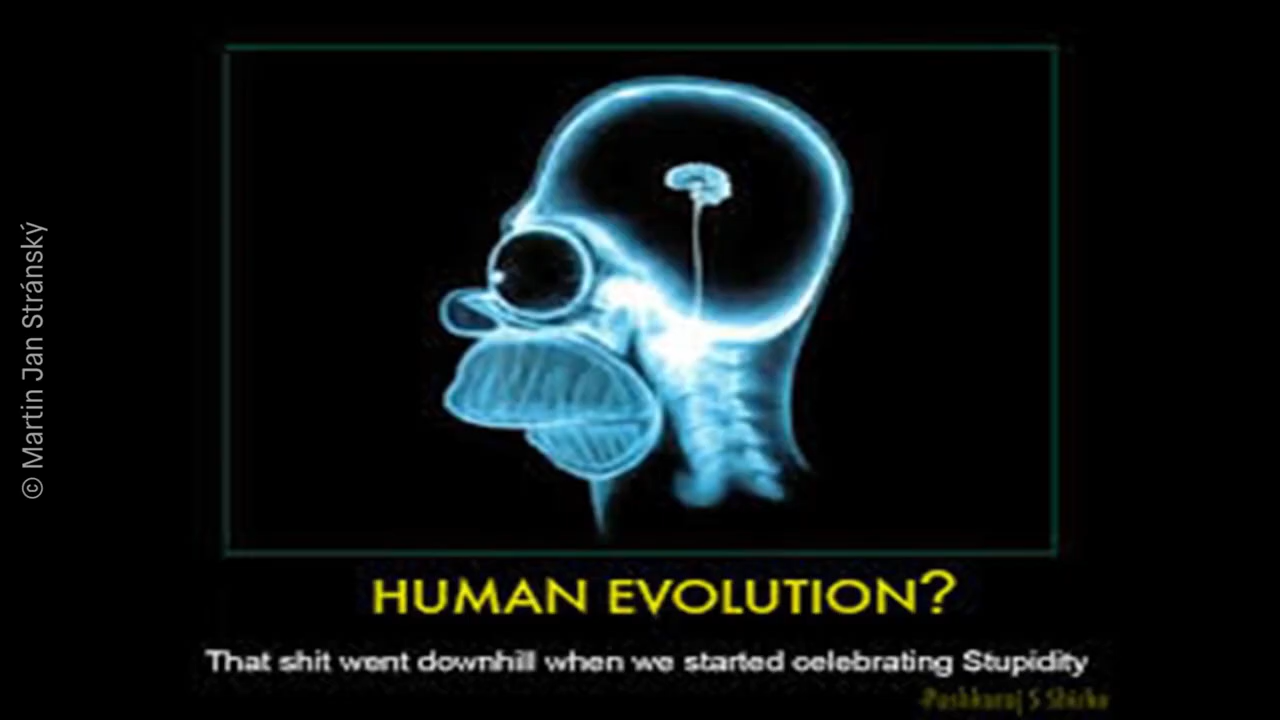 © Martin Jan Stránský
HUMAN EVOLUTION?
That shit went downhill when we started celebrating Stupidity